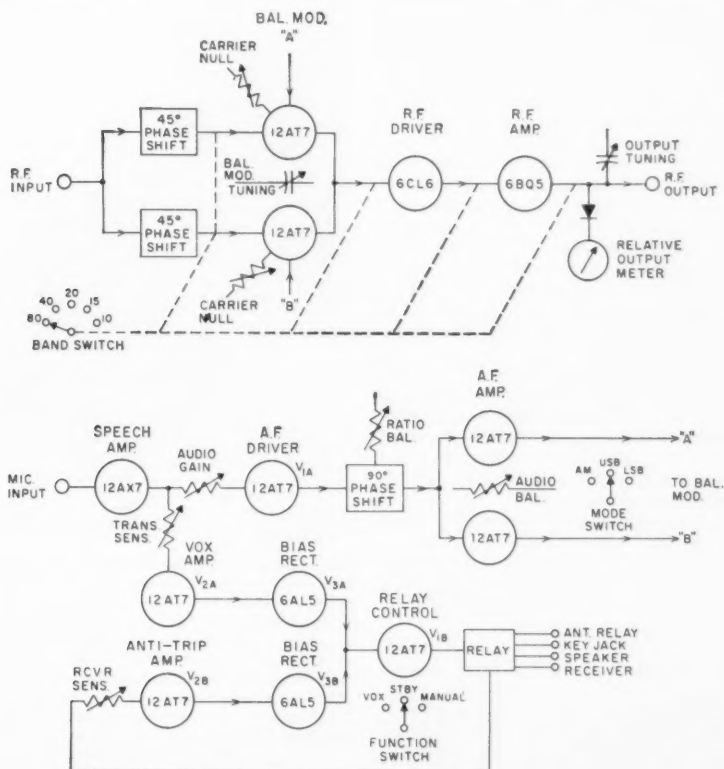 BAL. MOD.
"A"
CARRIER
NULL
45°
PHASE
SHIFT
12AT7
R.F.
DRIVER
R.F.
AMP.
OUTPUT
TUNING
R.F.
INPUT
BAL.
MOD.
TUNING
6CL6
6BQ5
R.F.
OUTPUT
45°
PHASE
SHIFT
12AT7
RELATIVE
OUTPUT
METER
CARRIER
NULL
"B"
80 40 20 15 10
BAND SWITCH
A.F.
AMP.
SPEECH
AMP.
AUDIO
GAIN
A.F.
DRIVER
RATIO
BAL.
12AT7
"A"
MIC.
INPUT
12AX7
12AT7
V1A
90°
PHASE
SHIFT
AUDIO
BAL.
AM USB LSB
MODE
SWITCH
TO BAL.
MOD.
TRANS
SENS.
12AT7
"B"
VOX
AMP.
BIAS
RECT.
12AT7
V2A
6AL5
V3A
RELAY
CONTROL
12AT7
V1B
RELAY
ANT. RELAY
KEY JACK
SPEAKER
RECEIVER
ANTI-TRIP
AMP.
BIAS
RECT.
RCVR
SENS.
12AT7
V2B
6AL5
V3B
VOX STBY MANUAL
FUNCTION
SWITCH